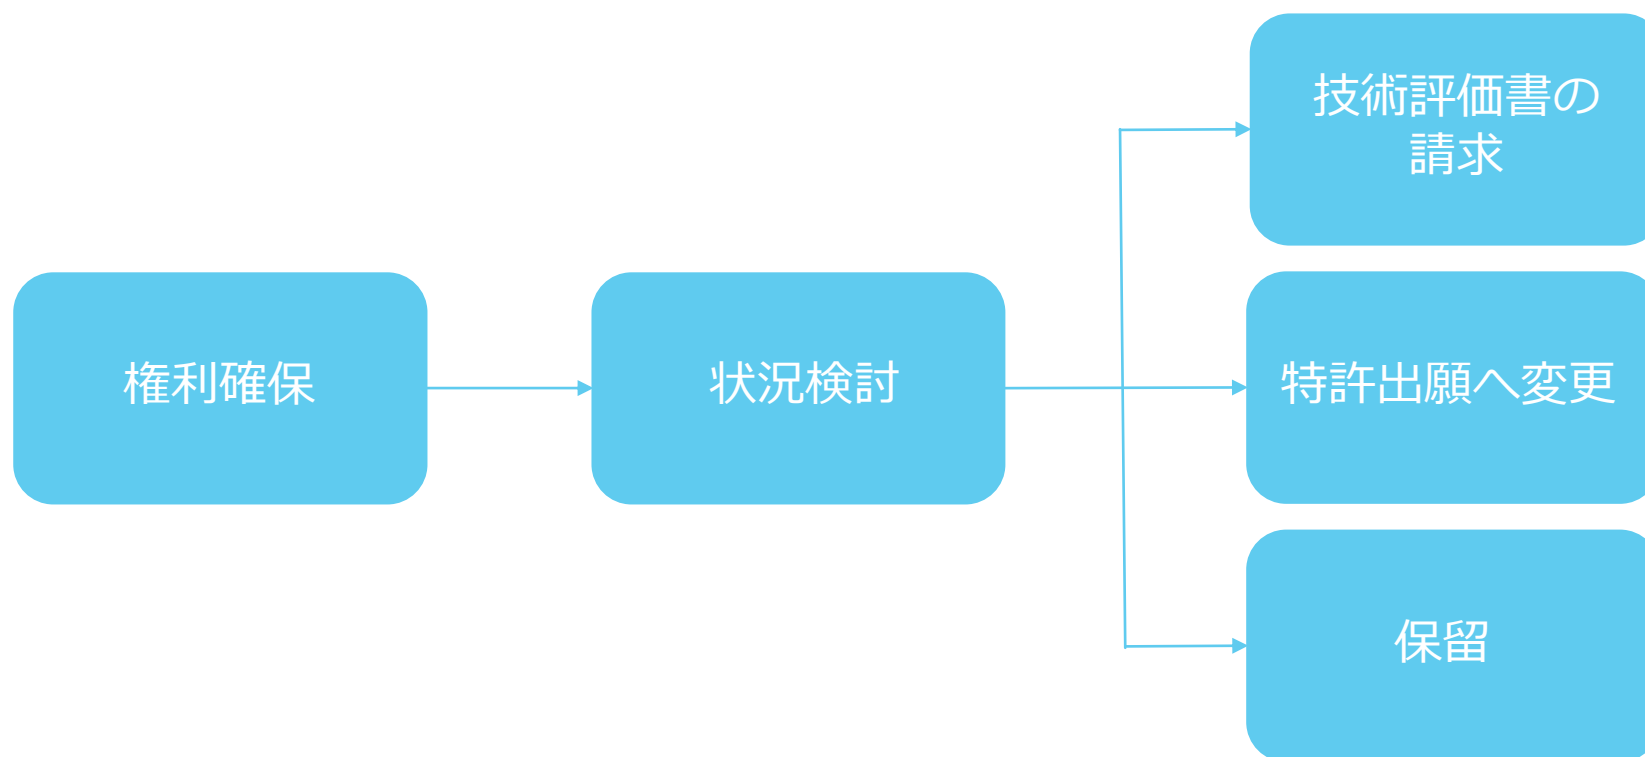 権利確保
状況検討
技術評価書の
請求
特許出願へ変更
保留